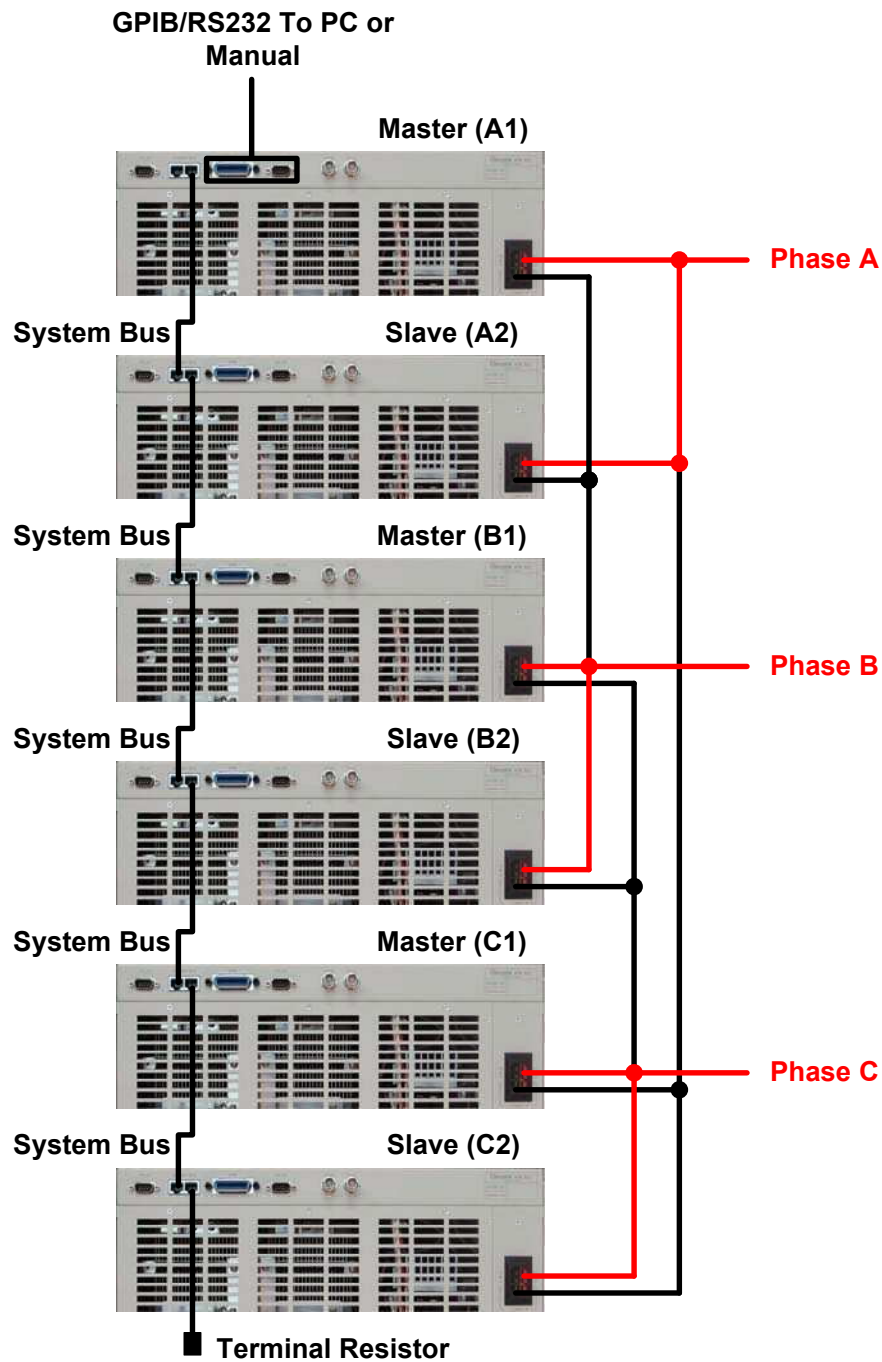 GPIB/RS232 To PC or
Manual
Master (A1)
Phase A
System Bus
Slave (A2)
System Bus
Master (B1)
Phase B
System Bus
Slave (B2)
System Bus
Master (C1)
Phase C
System Bus
Slave (C2)
Terminal Resistor